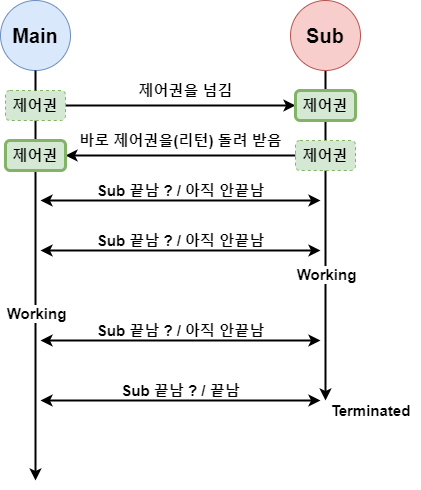 Main
Sub
제어권을 넘김
제어권
제어권
바로 제어권을(리턴) 돌려 받음
제어권
제어권
Sub 끝남 ? / 아직 안끝남
Sub 끝남 ? / 아직 안끝남
Working
Working
Sub 끝남 ? / 아직 안끝남
Sub 끝남 ? / 끝남
Terminated